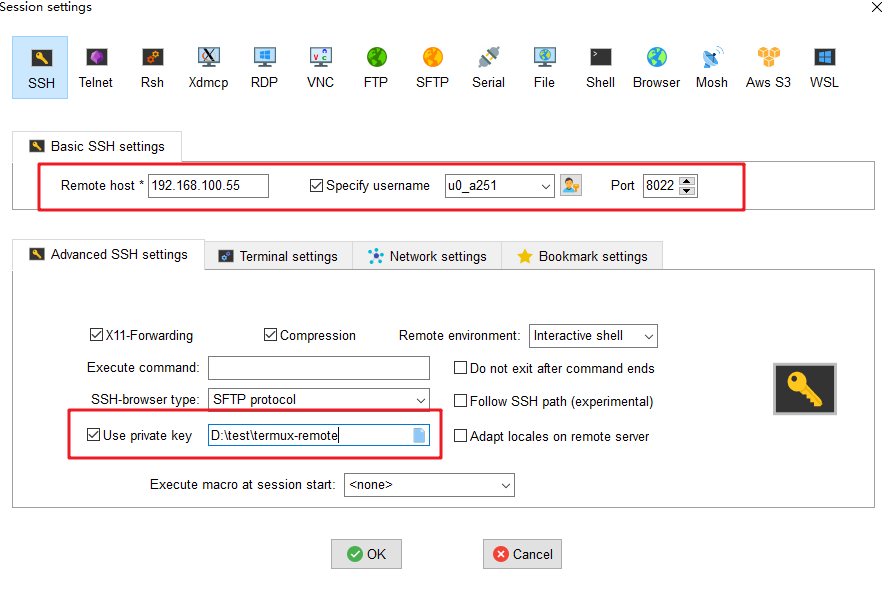 Session settings
SSH Telnet Rsh Xdmcp RDP VNC FTP SFTP Serial File Shell Browser Mosh Aws S3 WSL
Basic SSH settings
Remote host * 192.168.100.55 Specify username u0_a251 Port 8022
Advanced SSH settings Terminal settings Network settings Bookmark settings
X11-Forwarding Compression Remote environment: Interactive shell
Execute command: Do not exit after command ends
SSH-browser type: SFTP protocol Follow SSH path (experimental)
Use private key D:\test\termux-remote Adapt locales on remote server
Execute macro at session start: <none>
OK Cancel